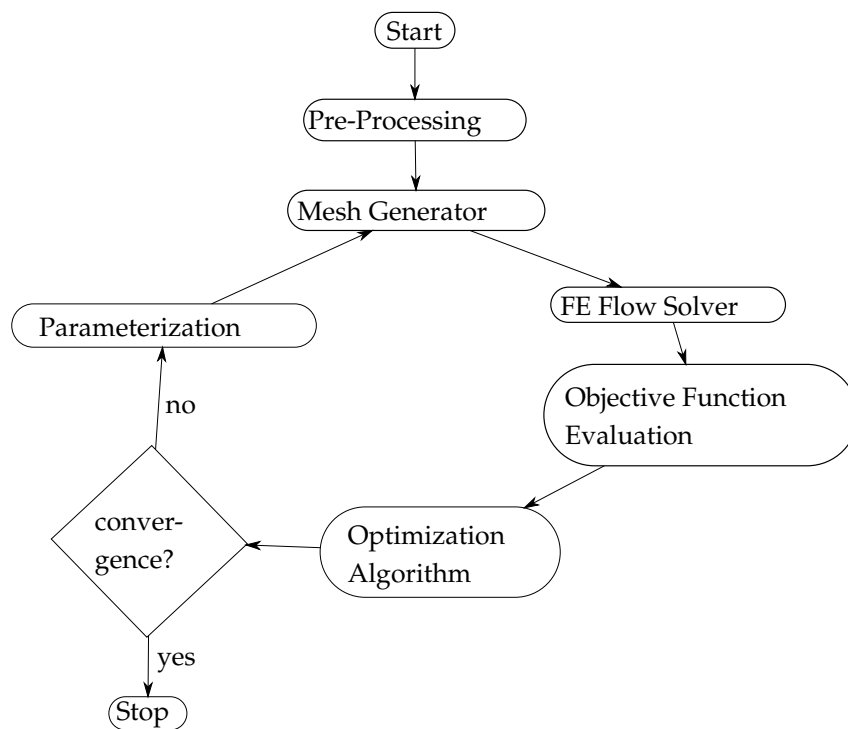 Start
Pre-Processing
Mesh Generator
FE Flow Solver
Parameterization
Objective Function
Evaluation
no
conver-
gence?
Optimization
Algorithm
yes
Stop